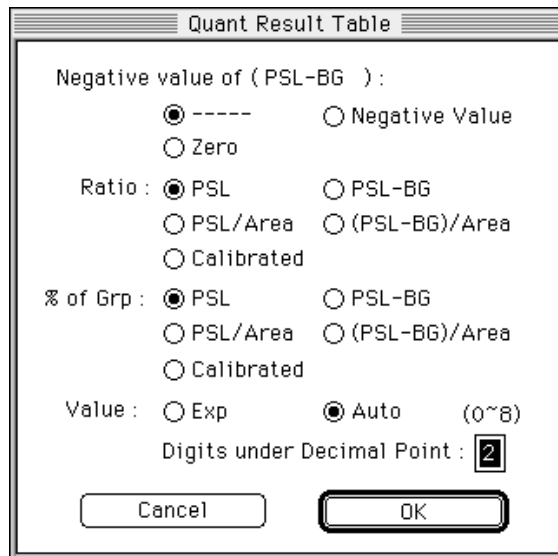 Quant Result Table
Negative value of ( PSL-BG ) :
----- Negative Value
Zero
Ratio : PSL PSL-BG
PSL/Area (PSL-BG)/Area
Calibrated
% of Grp : PSL PSL-BG
PSL/Area (PSL-BG)/Area
Calibrated
Value : Exp Auto (0~8)
Digits under Decimal Point : 2
Cancel OK